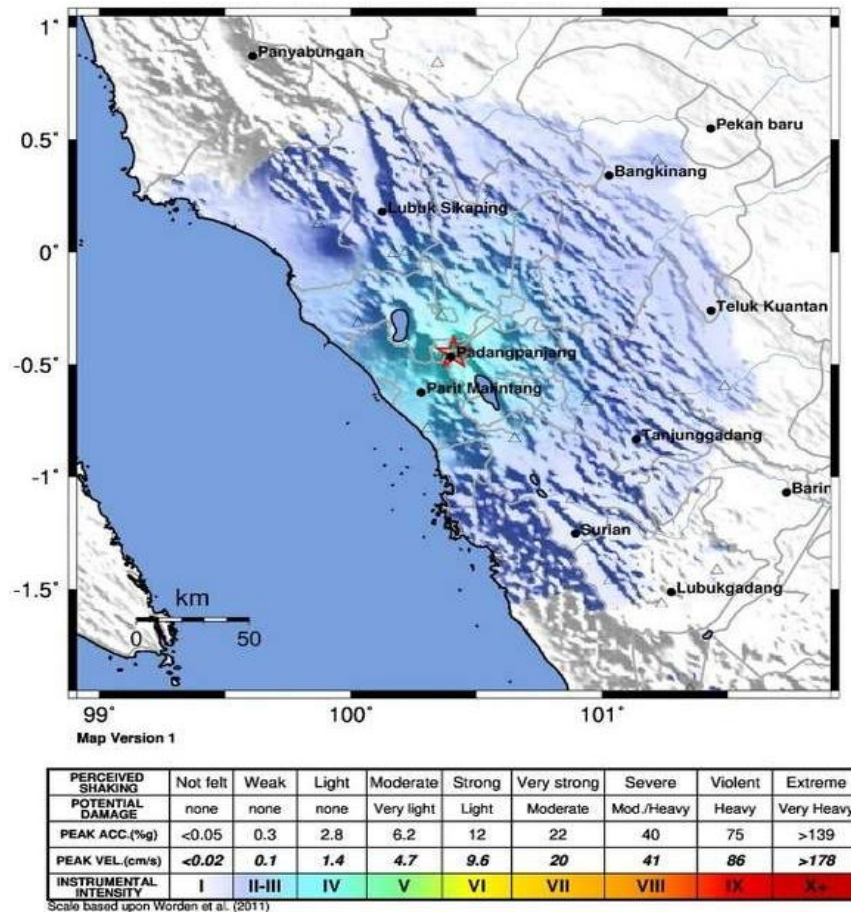 1°
Panyabungan
Pekan baru
0.5°
Bangkinang
Lubuk Sikaping
0°
Teluk Kuantan
Padangpanjang
-0.5°
Parit Malintang
Tanjunggadang
-1°
Barin
Surian
-1.5°
Lubukgadang
km
0 50
99° 100° 101°
Map Version 1
PERCEIVED SHAKING Not felt Weak Light Moderate Strong Very strong Severe Violent Extreme
POTENTIAL DAMAGE none none none Very light Light Moderate Mod./Heavy Heavy Very Heavy
PEAK ACC.(%g) <0.05 0.3 2.8 6.2 12 22 40 75 >139
PEAK VEL.(cm/s) <0.02 0.1 1.4 4.7 9.6 20 41 86 >178
INSTRUMENTAL INTENSITY I II-III IV V VI VII VIII IX X+
Scale based upon Worden et al. (2011)